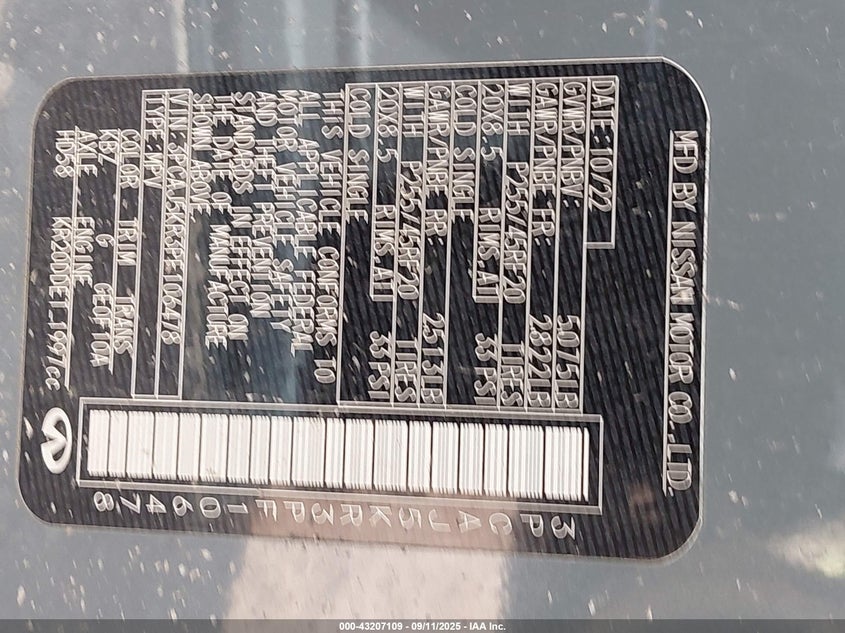 MFD BY NISSAN MOTOR CO.,LTD.
DATE:10/22
GVWR/PNBV: 5075LB
GAWR/PNBE FR: 2822LB
WITH P255/45RF20 TIRES
20X8.5 RIMS AT 33 PSI
COLD SINGLE
GAWR/PNBE RR: 2513LB
WITH P255/45RF20 TIRES
20X8.5 RIMS AT 33 PSI
COLD SINGLE
THIS VEHICLE CONFORMS TO
ALL APPLICABLE FEDERAL
MOTOR VEHICLE SAFETY
AND THEFT PREVENTION
STANDARDS IN EFFECT ON
THE DATE OF MANUFACTURE
SHOWN ABOVE.
VIN: 3PCAJ5KR3PF106478
TYPE:MPV
COLOR TRIM TRANS
KBZ G GE0F10A
AXLE ENGINE
HD58 KR20DDET 1997cc
3PCAJ5KR3PF106478
000-43207109 - 09/11/2025 - IAA Inc.